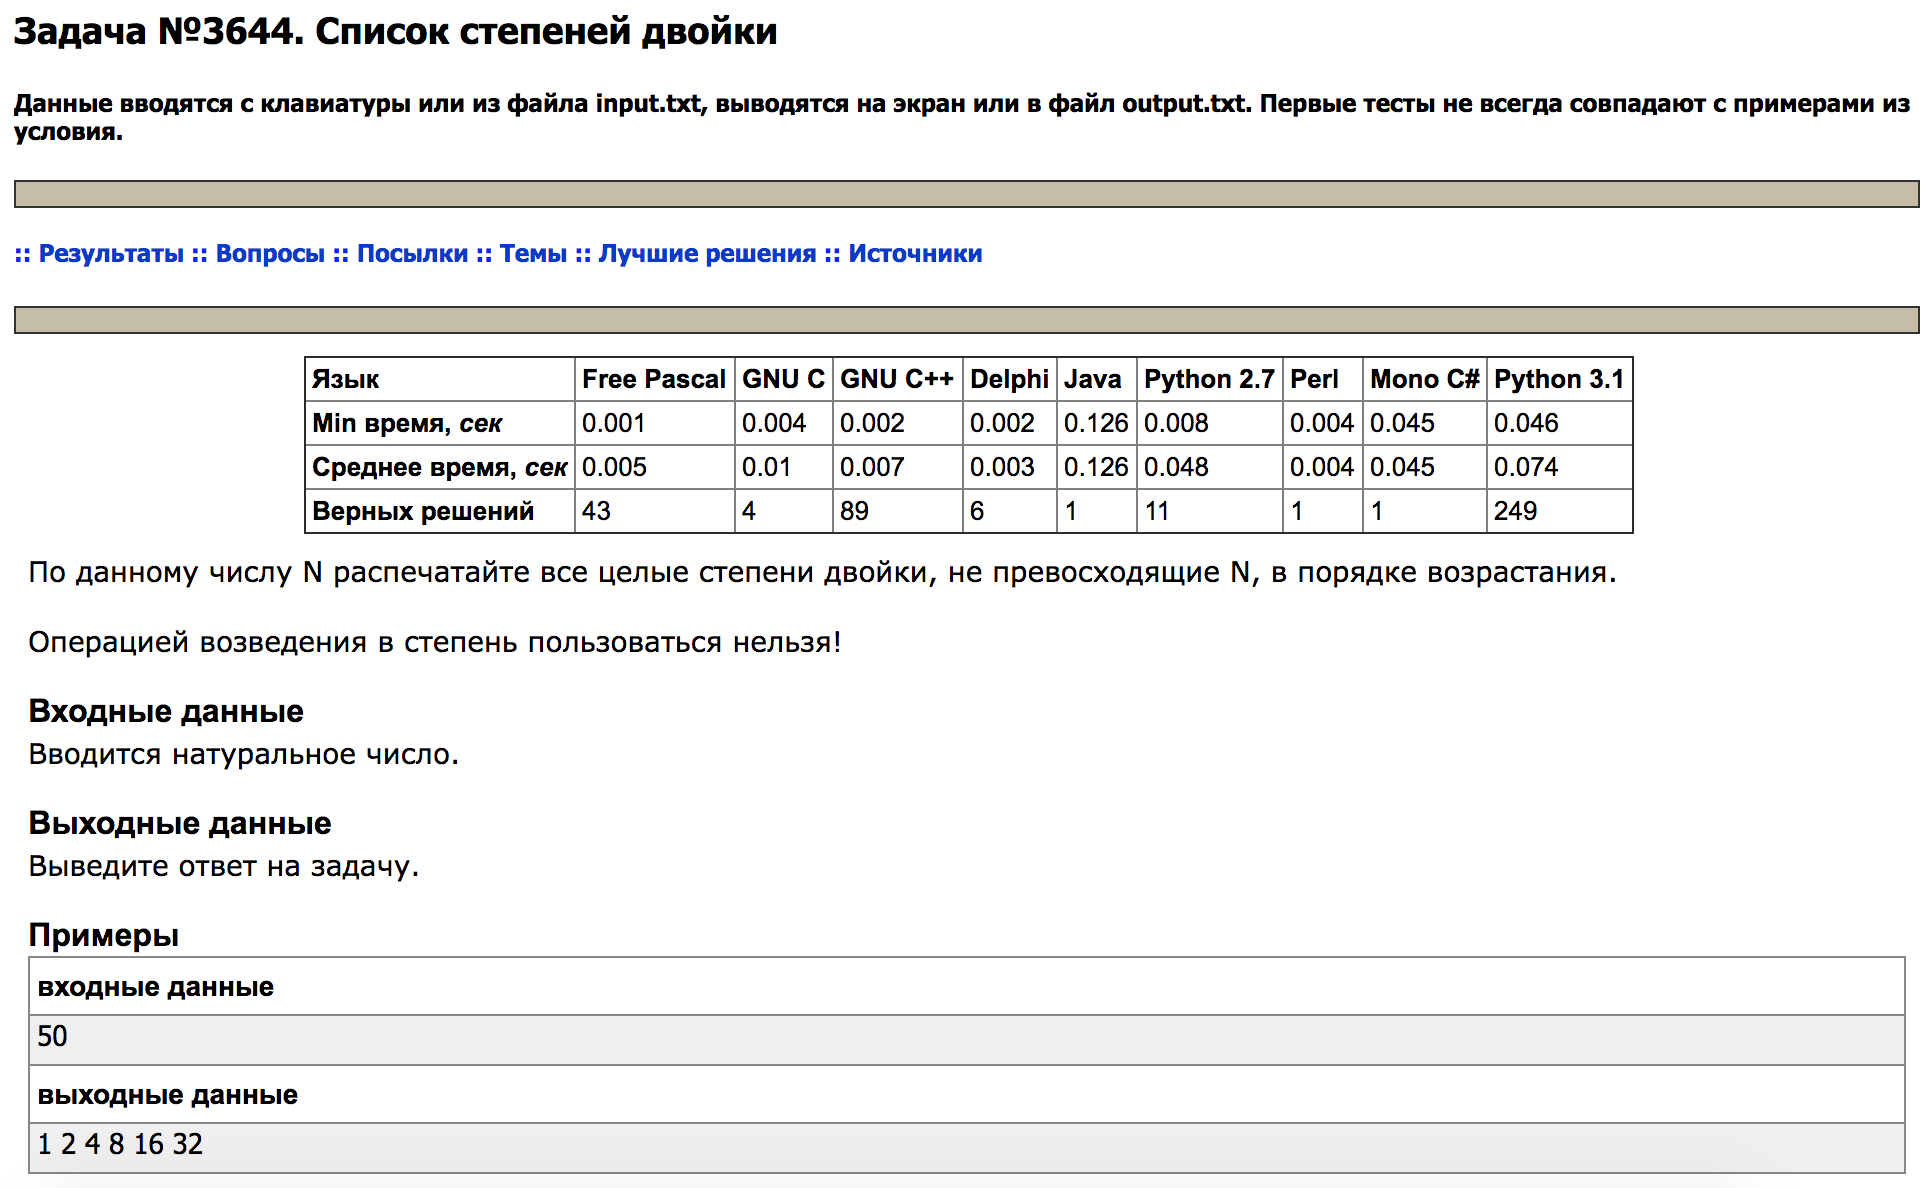 Задача №3644. Список степеней двойки
Данные вводятся с клавиатуры или из файла input.txt, выводятся на экран или в файл output.txt. Первые тесты не всегда совпадают с примерами из
условия.
:: Результаты :: Вопросы :: Посылки :: Темы :: Лучшие решения :: Источники
Язык Free Pascal GNU C GNU C++ Delphi Java Python 2.7 Perl Mono C# Python 3.1
Min время, сек 0.001 0.004 0.002 0.002 0.126 0.008 0.004 0.045 0.046
Среднее время, сек 0.005 0.01 0.007 0.003 0.126 0.048 0.004 0.045 0.074
Верных решений 43 4 89 6 1 11 1 1 249
По данному числу N распечатайте все целые степени двойки, не превосходящие N, в порядке возрастания.
Операцией возведения в степень пользоваться нельзя!
Входные данные
Вводится натуральное число.
Выходные данные
Выведите ответ на задачу.
Примеры
входные данные
50
выходные данные
1 2 4 8 16 32